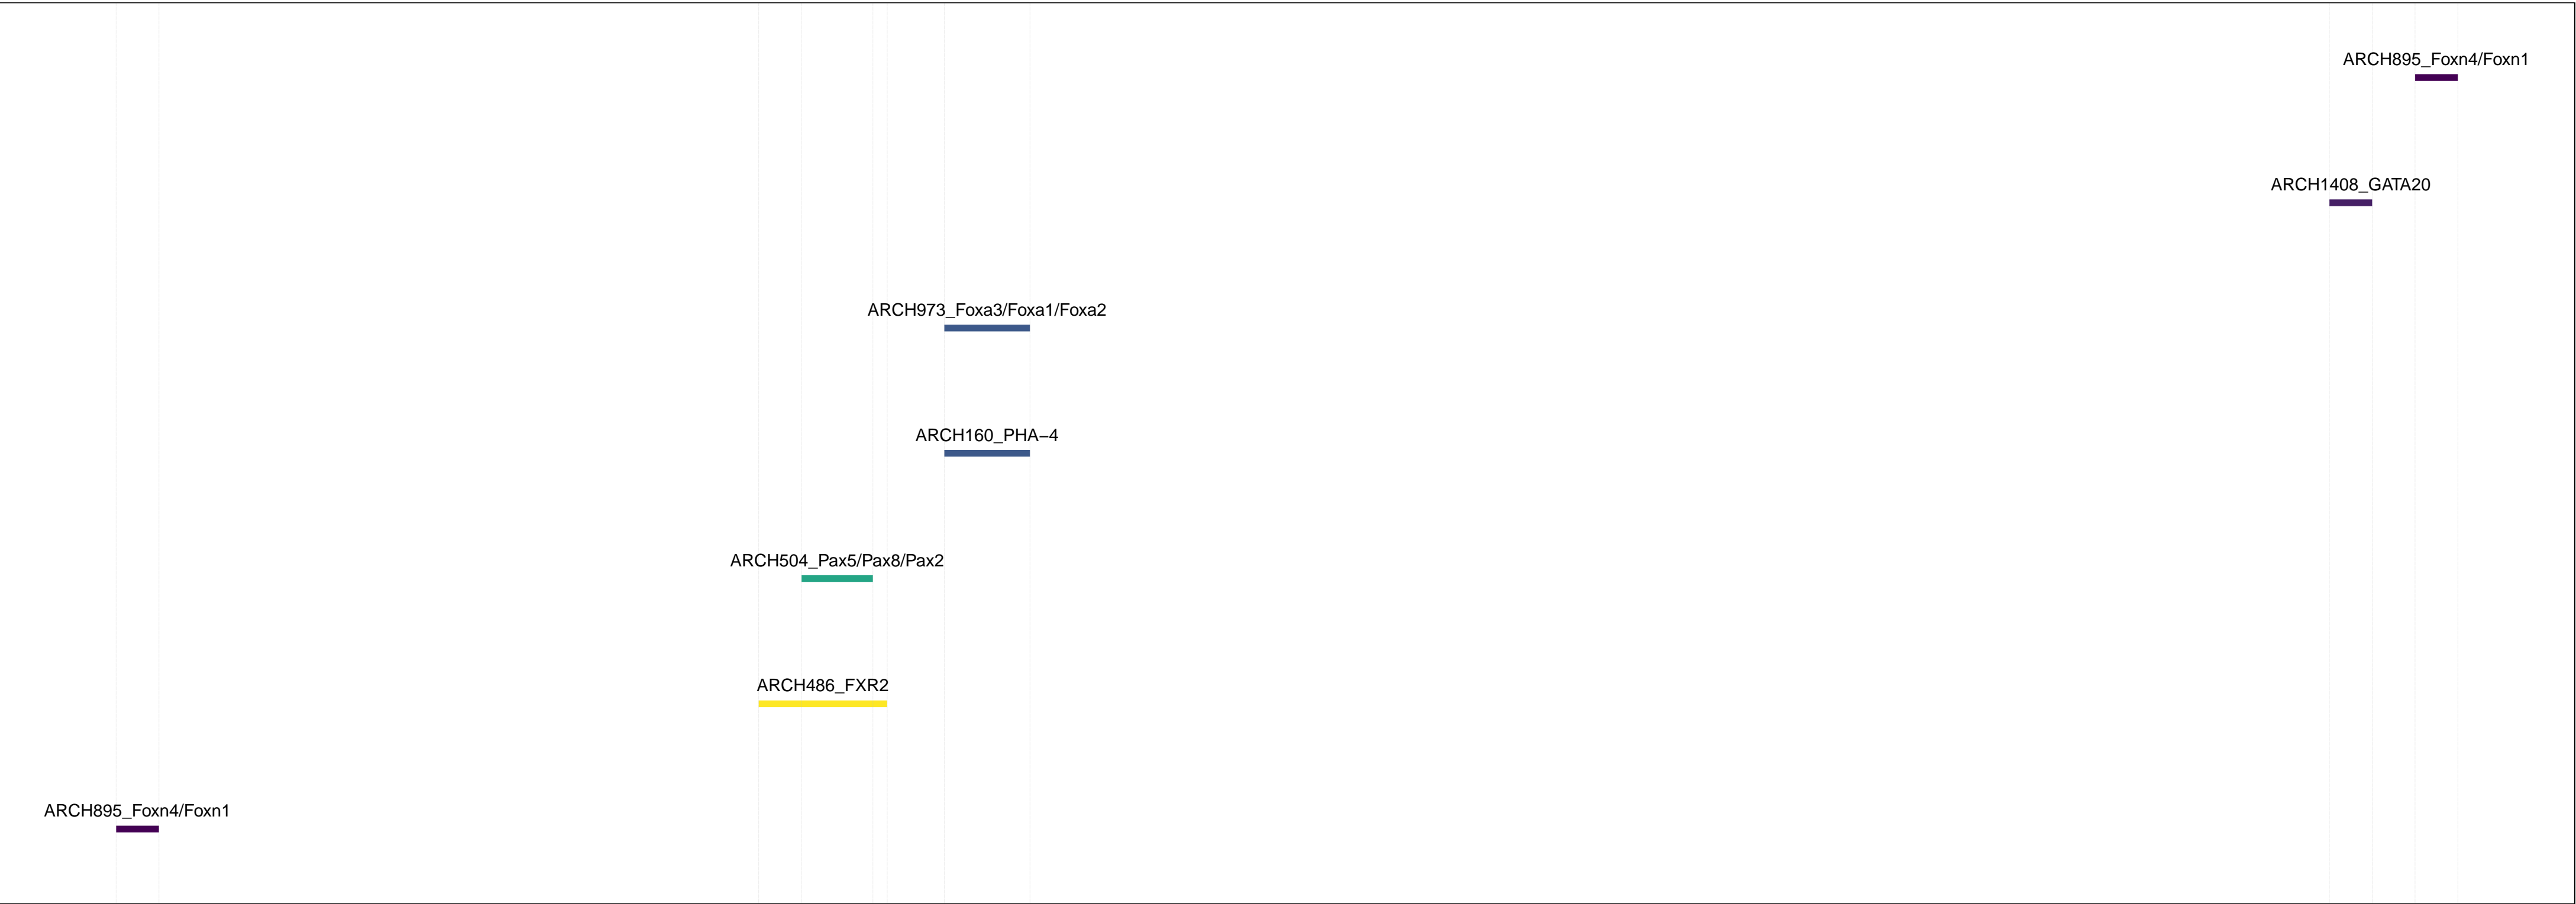 ARCH895_Foxn4/Foxn1
ARCH1408_GATA20
ARCH973_Foxa3/Foxa1/Foxa2
ARCH160_PHA−4
ARCH504_Pax5/Pax8/Pax2
ARCH486_FXR2
ARCH895_Foxn4/Foxn1